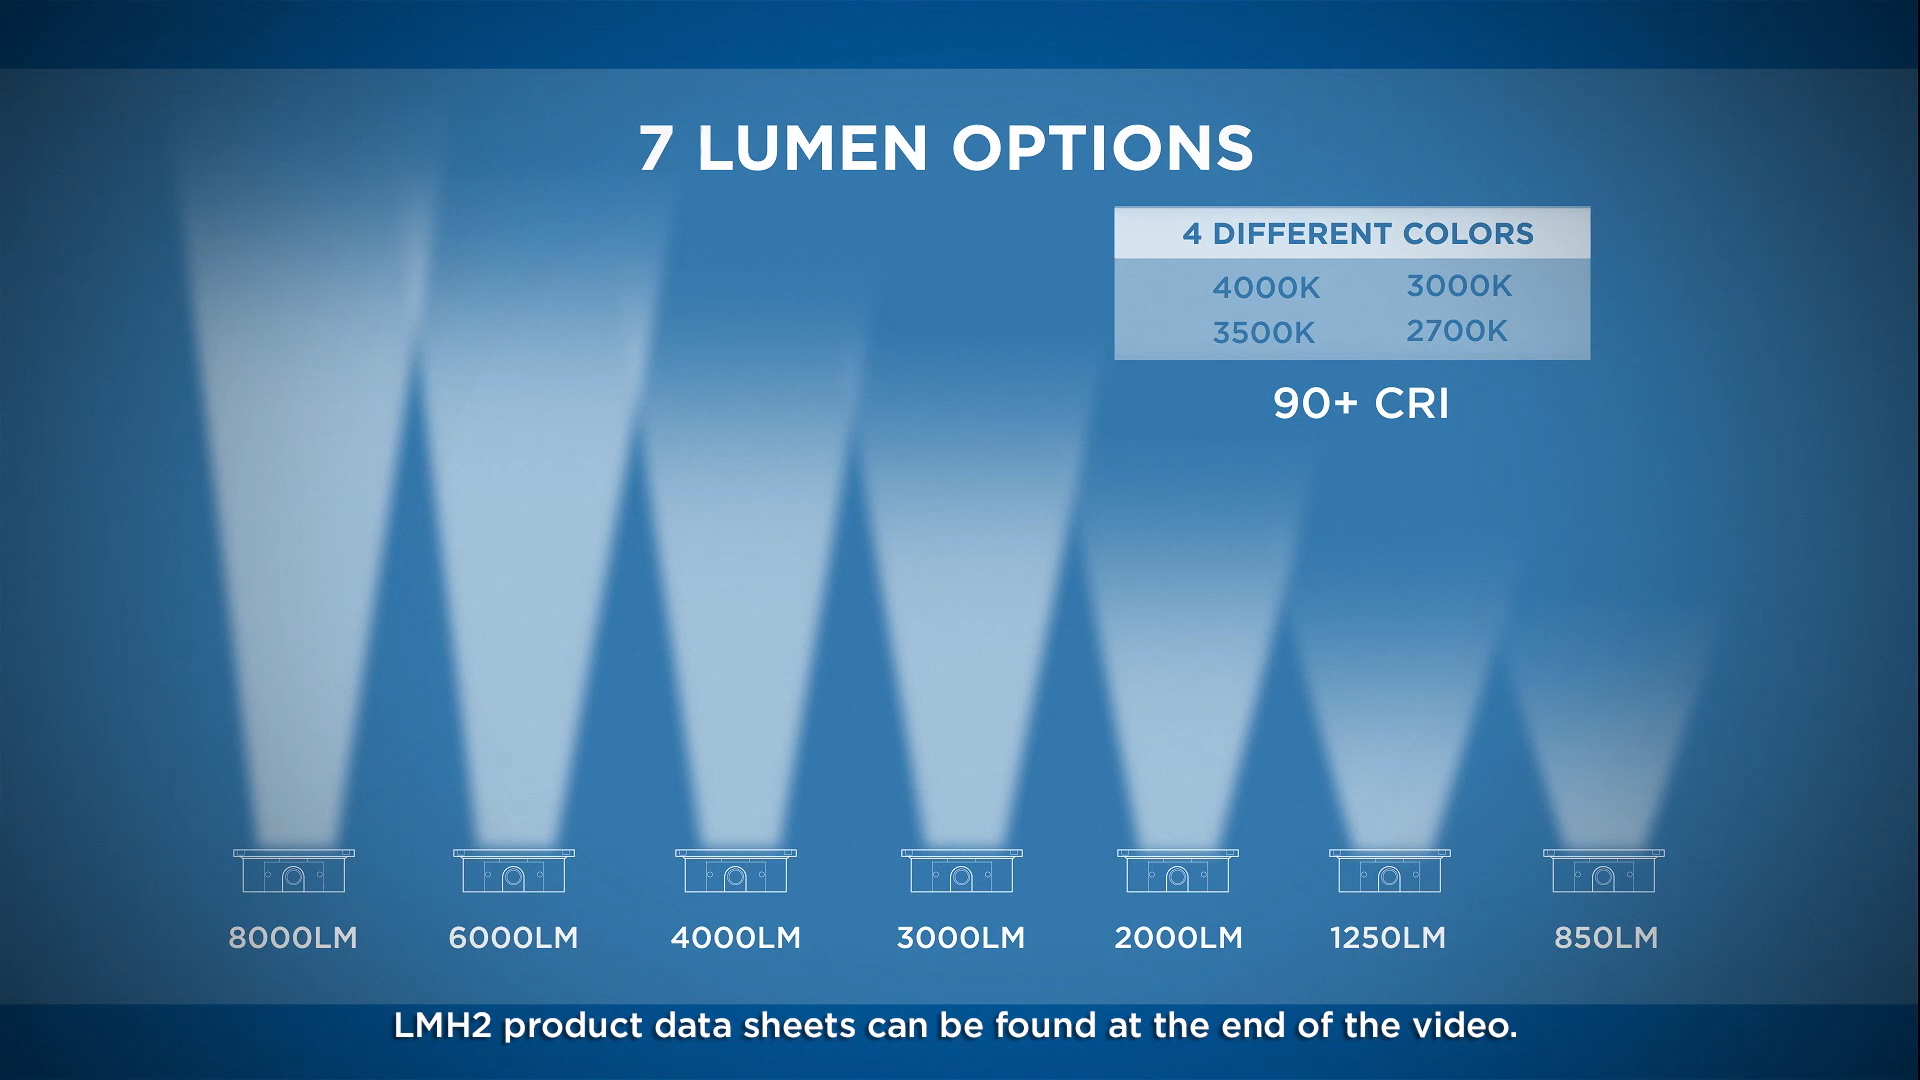 7 LUMEN OPTIONS
4 DIFFERENT COLORS
4000K 3000K
3500K 2700K
90+ CRI
8000LM 6000LM 4000LM 3000LM 2000LM 1250LM 850LM
LMH2 product data sheets can be found at the end of the video.